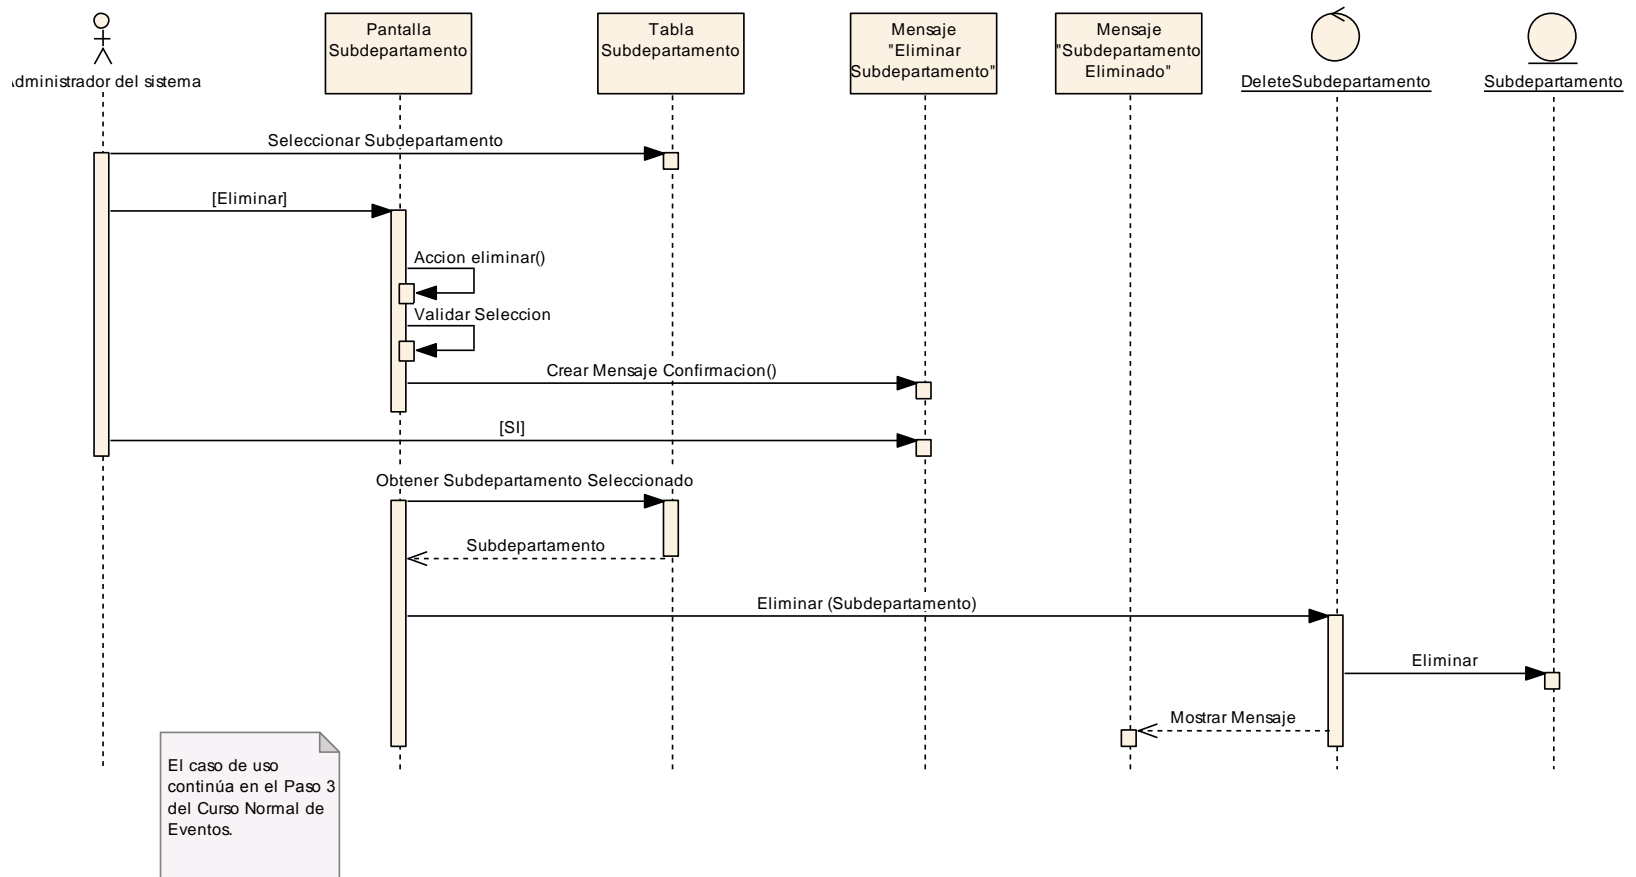 Pantalla
Subdepartamento
Tabla
Subdepartamento
Mensaje
"Eliminar
Subdepartamento"
Mensaje
"Subdepartamento
Eliminado"
dministrador del sistema
DeleteSubdepartamento
Subdepartamento
Seleccionar Subdepartamento
[Eliminar]
Accion eliminar()
Validar Seleccion
Crear Mensaje Confirmacion()
[SI]
Obtener Subdepartamento Seleccionado
Subdepartamento
Eliminar (Subdepartamento)
Eliminar
Mostrar Mensaje
El caso de uso
continúa en el Paso 3
del Curso Normal de
Eventos.